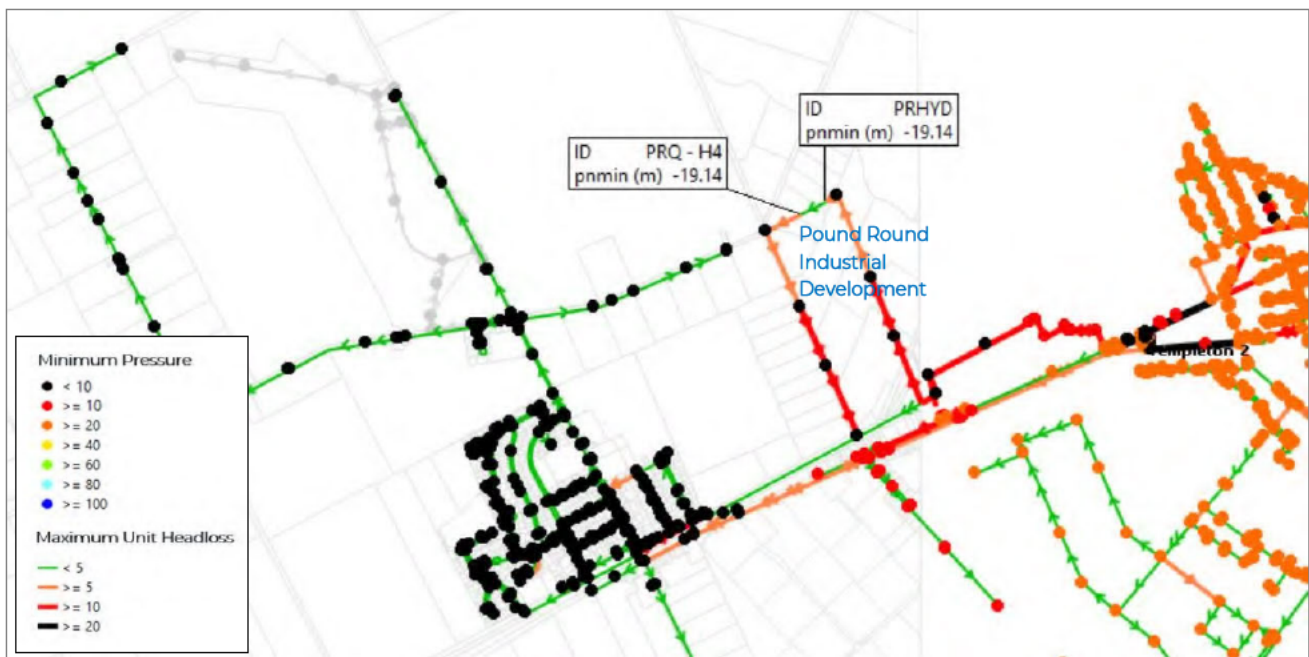 ID PRHYD
pnmin (m) -19.14
ID PRQ - H4
pnmin (m) -19.14
Pound Round
Industrial
Development
Templeton 2
Minimum Pressure
< 10
>= 10
>= 20
>= 40
>= 60
>= 80
>= 100
Maximum Unit Headloss
< 5
>= 5
>= 10
>= 20